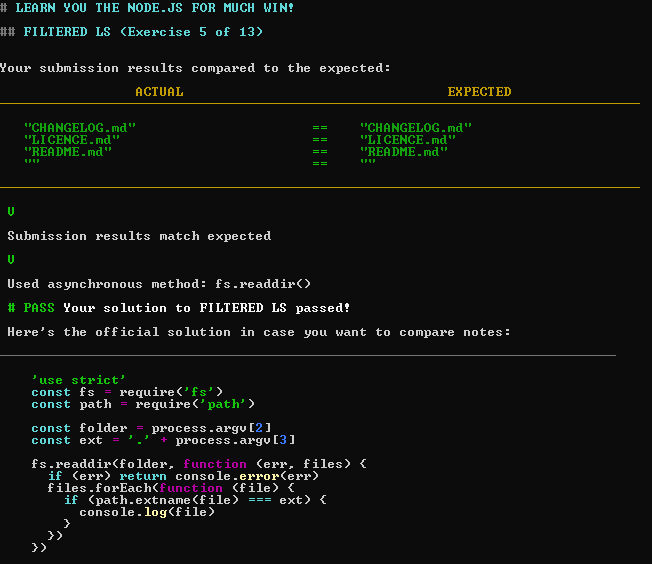 # LEARN YOU THE NODE.JS FOR MUCH WIN!
## FILTERED LS (Exercise 5 of 13)
Your submission results compared to the expected:
ACTUAL EXPECTED
"CHANGELOG.md" == "CHANGELOG.md"
"LICENCE.md" == "LICENCE.md"
"README.md" == "README.md"
"" == ""
V
Submission results match expected
V
Used asynchronous method: fs.readdir()
# PASS Your solution to FILTERED LS passed!
Here's the official solution in case you want to compare notes:
'use strict'
const fs = require('fs')
const path = require('path')
const folder = process.argv[2]
const ext = '.' + process.argv[3]
fs.readdir(folder, function (err, files) {
if (err) return console.error(err)
files.forEach(function (file) {
if (path.extname(file) === ext) {
console.log(file)
}
})
})